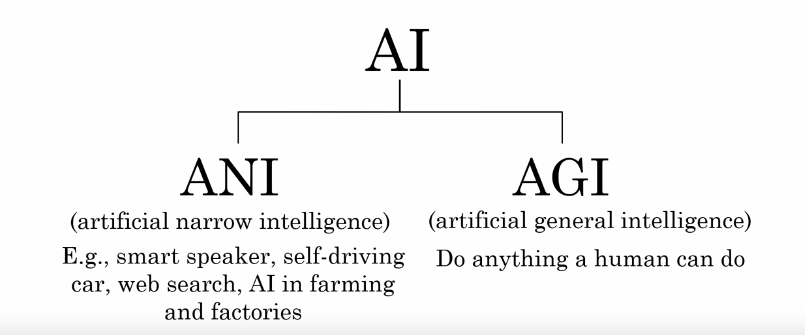 AI
ANI
(artificial narrow intelligence)
E.g., smart speaker, self-driving
car, web search, AI in farming
and factories
AGI
(artificial general intelligence)
Do anything a human can do